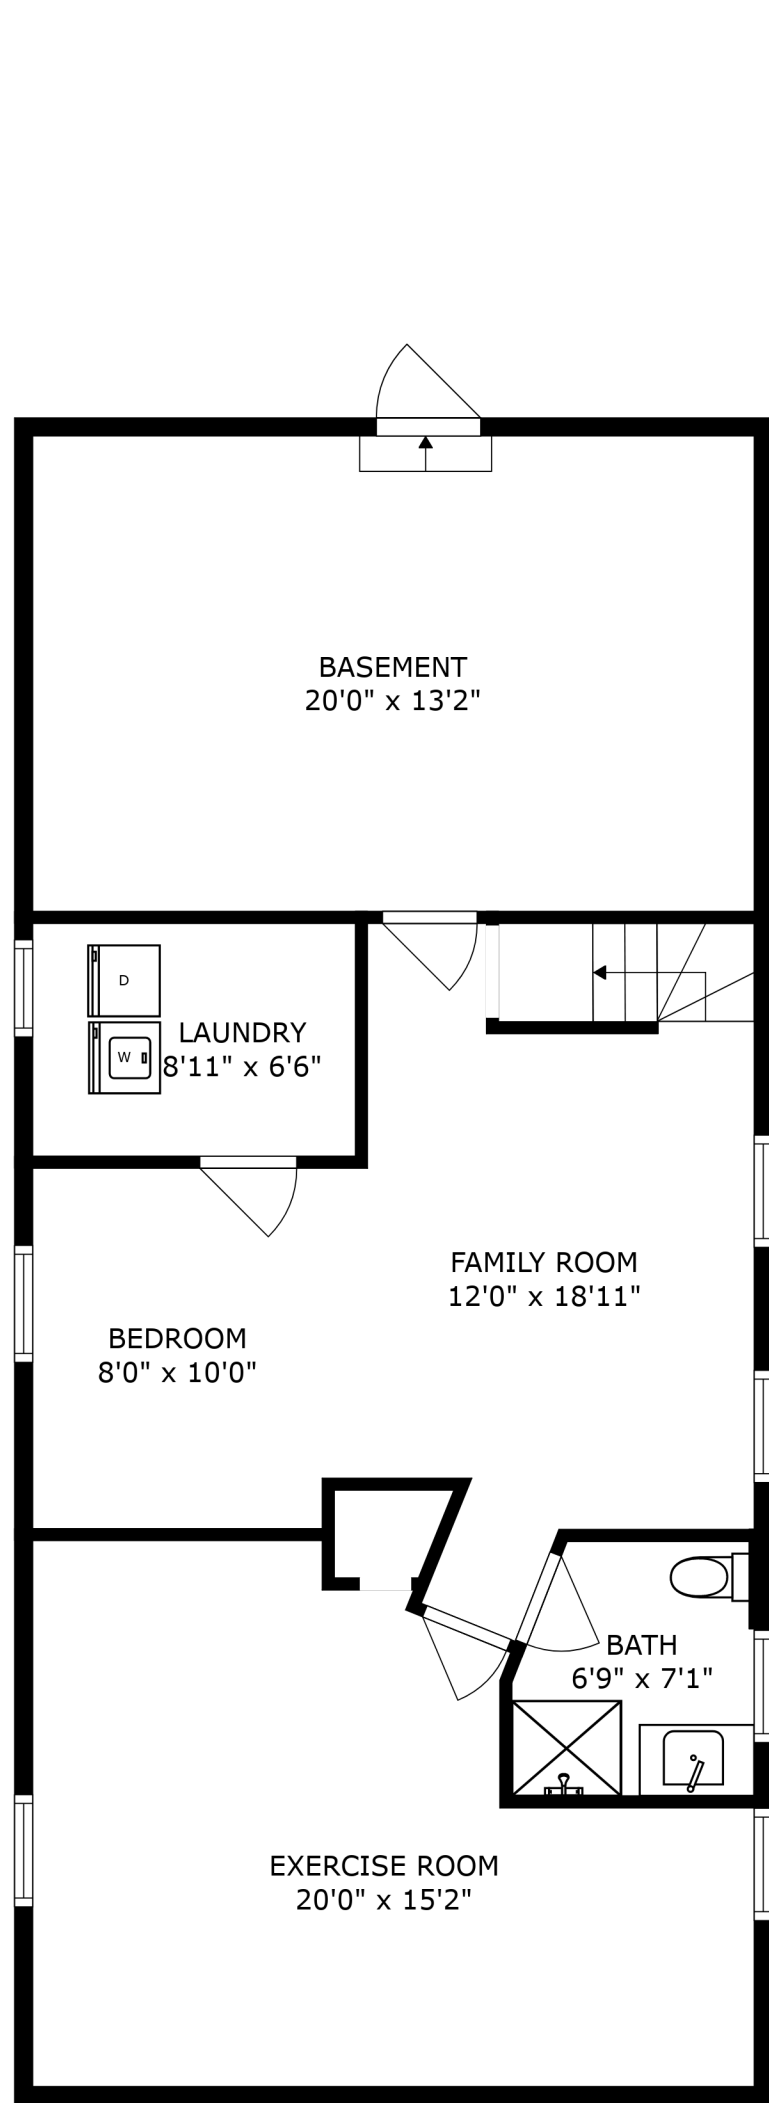 BASEMENT
20'0" x 13'2"
D
W
LAUNDRY
8'11" x 6'6"
FAMILY ROOM
12'0" x 18'11"
BEDROOM
8'0" x 10'0"
BATH
6'9" x 7'1"
EXERCISE ROOM
20'0" x 15'2"